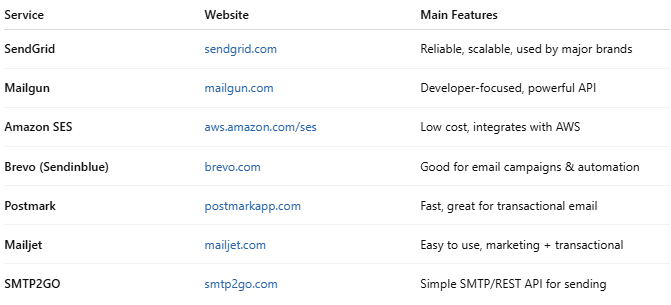 Service Website Main Features
SendGrid sendgrid.com Reliable, scalable, used by major brands
Mailgun mailgun.com Developer-focused, powerful API
Amazon SES aws.amazon.com/ses Low cost, integrates with AWS
Brevo (Sendinblue) brevo.com Good for email campaigns & automation
Postmark postmarkapp.com Fast, great for transactional email
Mailjet mailjet.com Easy to use, marketing + transactional
SMTP2GO smtp2go.com Simple SMTP/REST API for sending